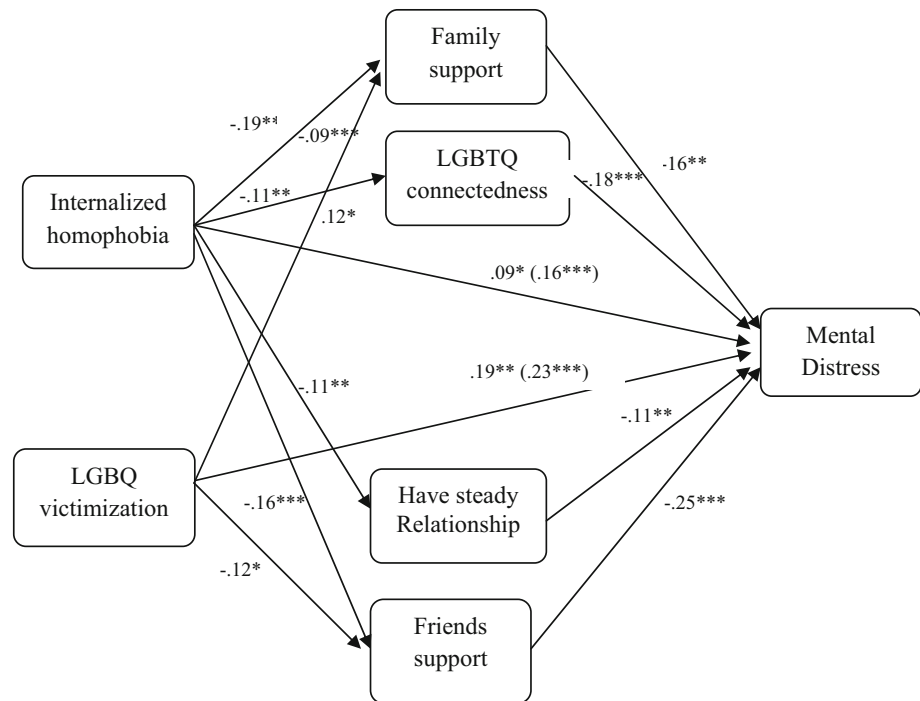 Family
support
-.19**
-.09***
LGBTQ
connectedness
-.16**
-.18***
Internalized
homophobia
-.11**
.12*
.09* (.16***)
Mental
Distress
.19** (.23***)
-.11**
-.11**
LGBQ
victimization
-.16***
Have steady
Relationship
-.25***
-.12*
Friends
support